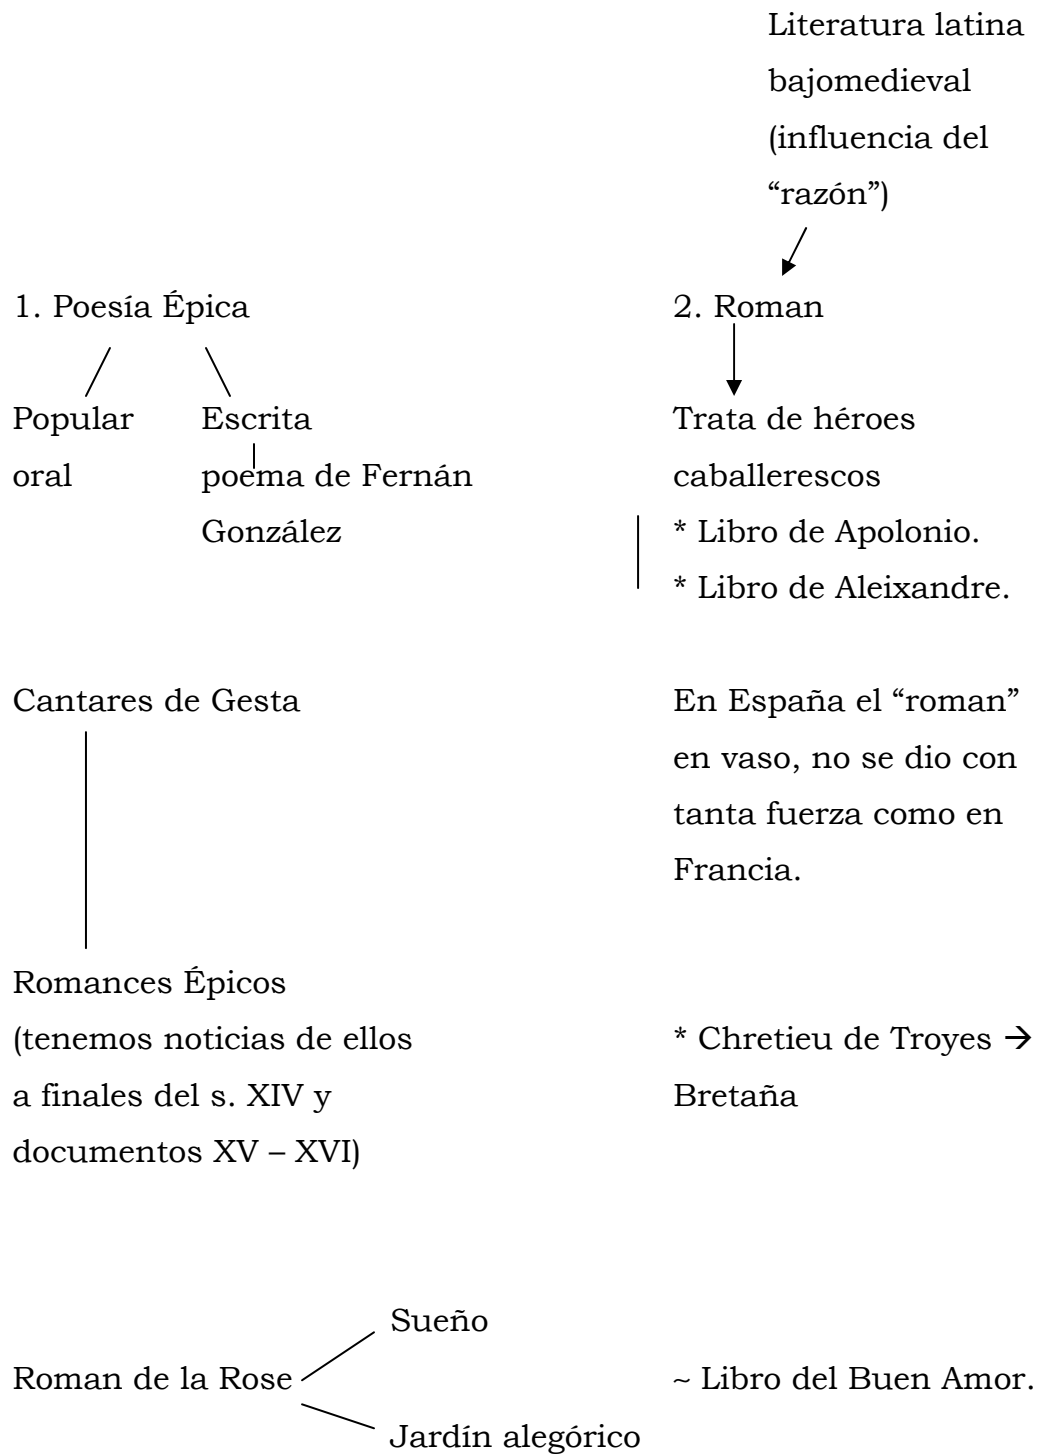 Literatura latina
bajomedieval
(influencia del
“razón”)
1. Poesía Épica
2. Roman
Popular
oral
Escrita
poema de Fernán
González
Trata de héroes
caballerescos
* Libro de Apolonio.
* Libro de Aleixandre.
Cantares de Gesta
En España el “roman”
en vaso, no se dio con
tanta fuerza como en
Francia.
Romances Épicos
(tenemos noticias de ellos
a finales del s. XIV y
documentos XV – XVI)
* Chretieu de Troyes →
Bretaña
Sueño
Roman de la Rose
Jardín alegórico
~ Libro del Buen Amor.